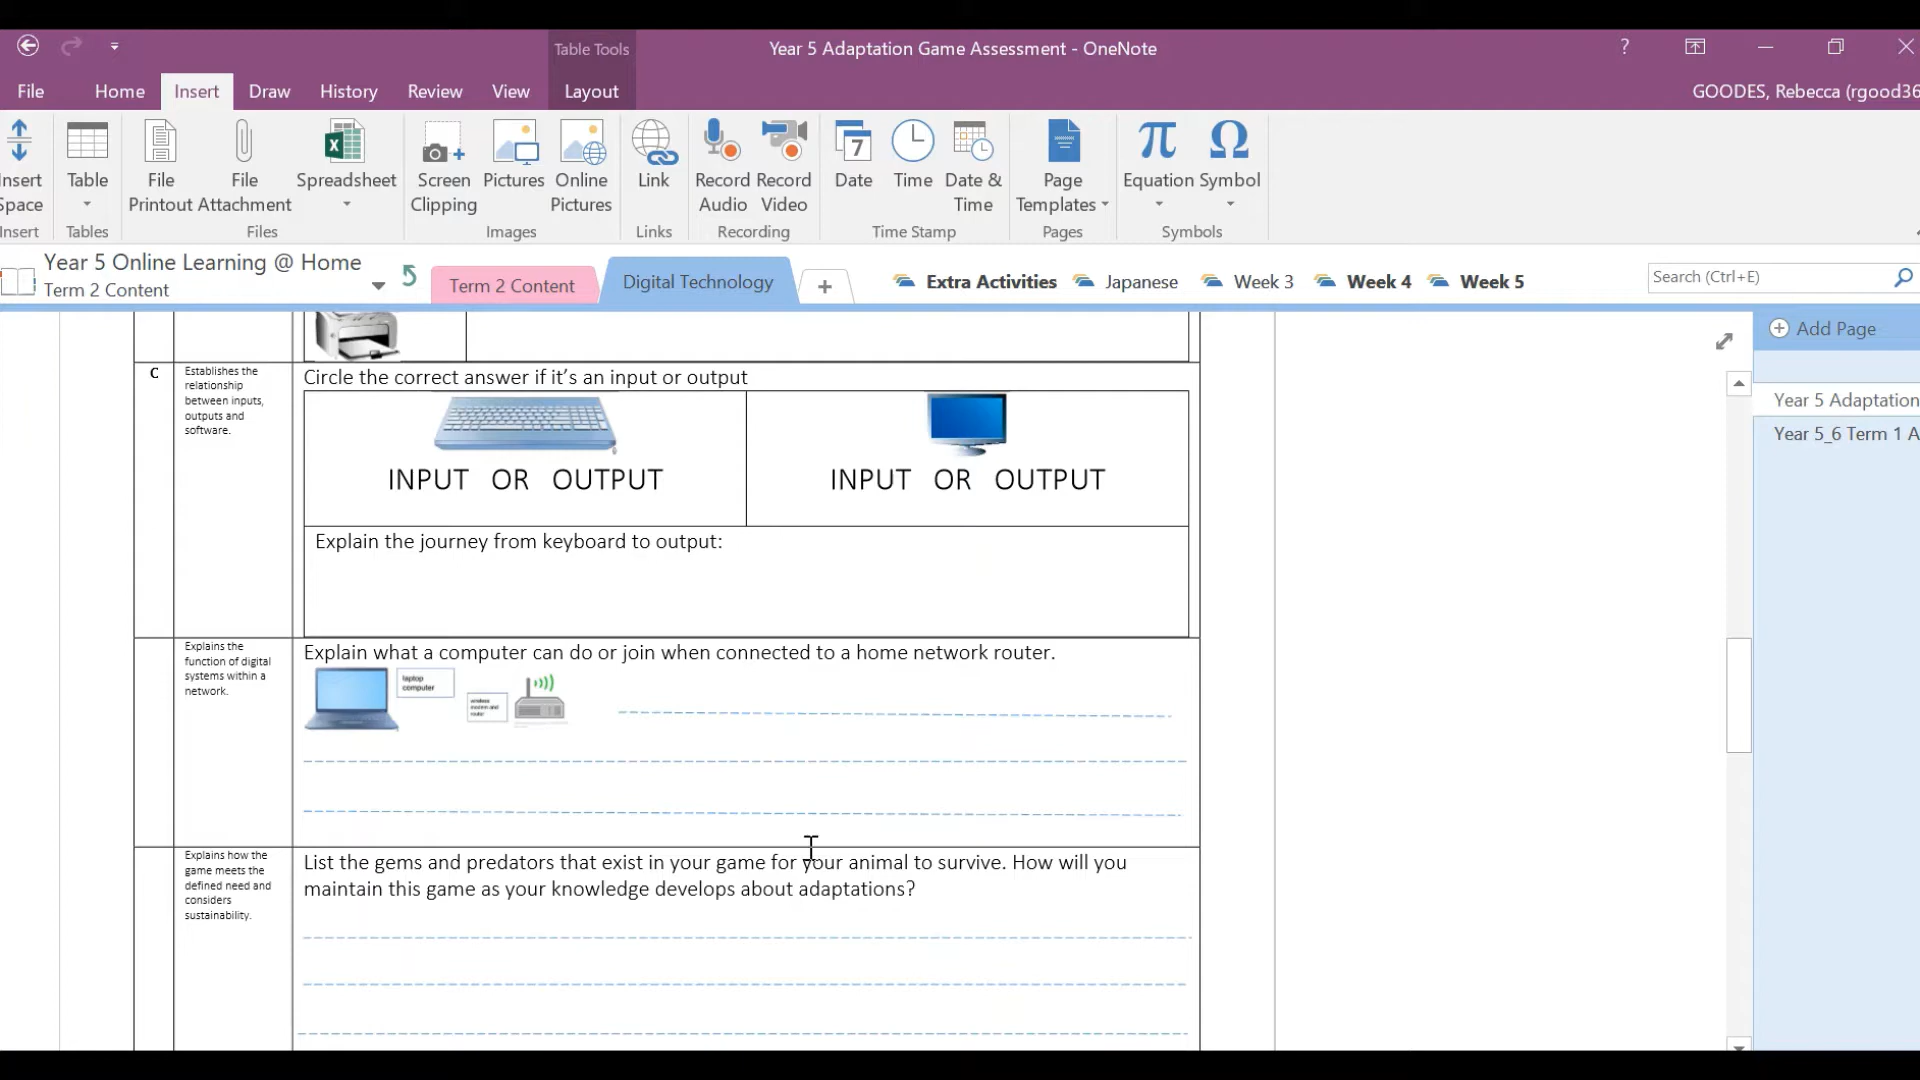 Table Tools
Year 5 Adaptation Game Assessment - OneNote
?
File Home Insert Draw History Review View Layout
GOODES, Rebecca (rgood36
Insert Space
Table
File Printout
File Attachment
Spreadsheet
Screen Clipping
Pictures
Online Pictures
Link
Record Audio
Record Video
7
Date
Time
Date & Time
Page Templates
π
Equation
Ω
Symbol
Insert Tables Files Images Links Recording Time Stamp Pages Symbols
Year 5 Online Learning @ Home
Term 2 Content
Term 2 Content
Digital Technology
+
Extra Activities
Japanese
Week 3
Week 4
Week 5
Search (Ctrl+E)
Add Page
Year 5 Adaptation
Year 5_6 Term 1 A
C
Establishes the
relationship
between inputs,
outputs and
software.
Circle the correct answer if it's an input or output
INPUT OR OUTPUT
INPUT OR OUTPUT
Explain the journey from keyboard to output:
Explains the
function of digital
systems within a
network.
Explain what a computer can do or join when connected to a home network router.
laptop
computer
wireless
modem and
router
Explains how the
game meets the
defined need and
considers
sustainability.
List the gems and predators that exist in your game for your animal to survive. How will you
maintain this game as your knowledge develops about adaptations?